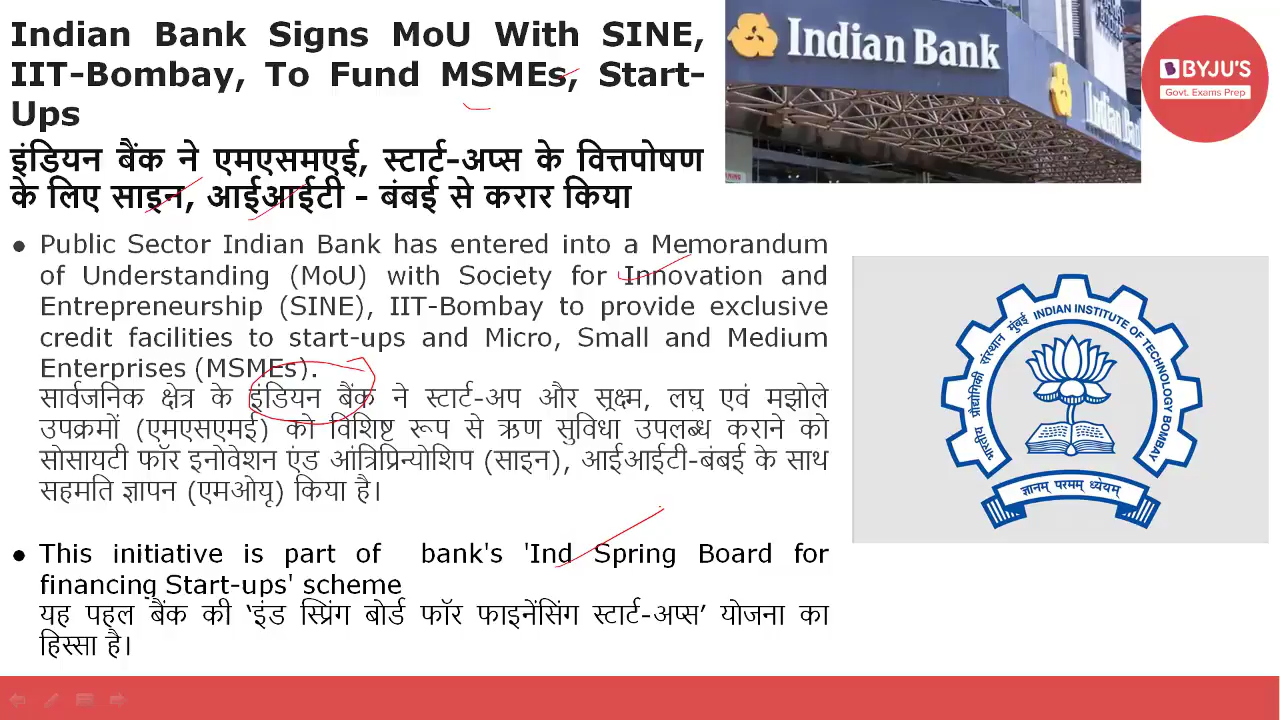 Indian Bank Signs MoU With SINE,
IIT-Bombay, To Fund MSMEs, Start-
Ups
इंडियन बैंक ने एमएसमएई, स्टार्ट-अप्स के वित्तपोषण
के लिए साइन, आईआईटी - बंबई से करार किया
● Public Sector Indian Bank has entered into a Memorandum
of Understanding (MoU) with Society for Innovation and
Entrepreneurship (SINE), IIT-Bombay to provide exclusive
credit facilities to start-ups and Micro, Small and Medium
Enterprises (MSMEs).
सार्वजनिक क्षेत्र के इंडियन बैंक ने स्टार्ट-अप और सूक्ष्म, लघु एवं मझोले
उपक्रमों (एमएसएमई) को विशिष्ट रूप से ऋण सुविधा उपलब्ध कराने को
सोसायटी फॉर इनोवेशन एंड आंत्रिप्रिन्योशिप (साइन), आईआईटी-बंबई के साथ
सहमति ज्ञापन (एमओयू) किया है।
● This initiative is part of bank's 'Ind Spring Board for
financing Start-ups' scheme
यह पहल बैंक की ‘इंड स्प्रिंग बोर्ड फॉर फाइनेंसिंग स्टार्ट-अप्स’ योजना का
हिस्सा है।
Indian Bank
Indian Bank
BYJU'S
Govt. Exams Prep
भारतीय प्रौद्योगिकी संस्थान मुंबई INDIAN INSTITUTE OF TECHNOLOGY BOMBAY
ज्ञानम् परमम् ध्येयम्